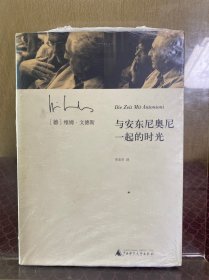 Die Zeit Mit Antonioni
[德] 维姆·文德斯
与安东尼奥尼
一起的时光
广西师范大学出版社